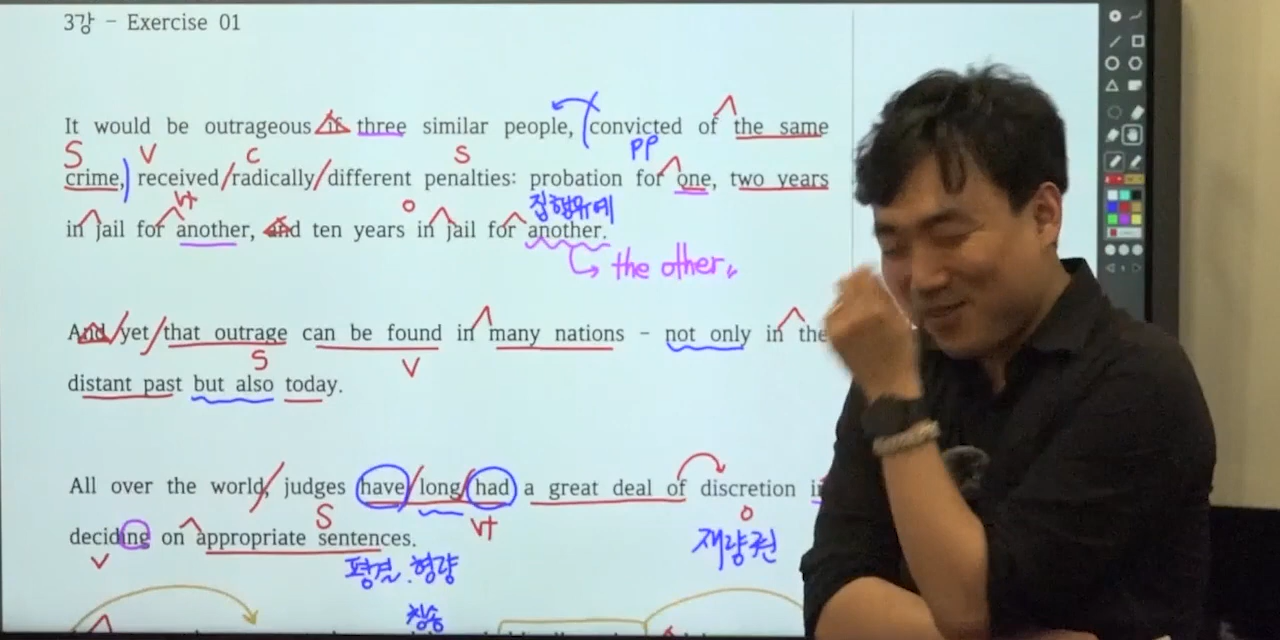 3강 - Exercise 01
It would be outrageous if three similar people, (convicted of the same
S V C S PP
crime,) received/radically/different penalties: probation for one, two years
vt O 집행유예
in jail for another, and ten years in jail for another.
the other.
And/yet/that outrage can be found in many nations - not only in the
S V
distant past but also today.
All over the world, judges have/long/had a great deal of discretion
S vt O
deciding on appropriate sentences.
재량권
V 평결.형량